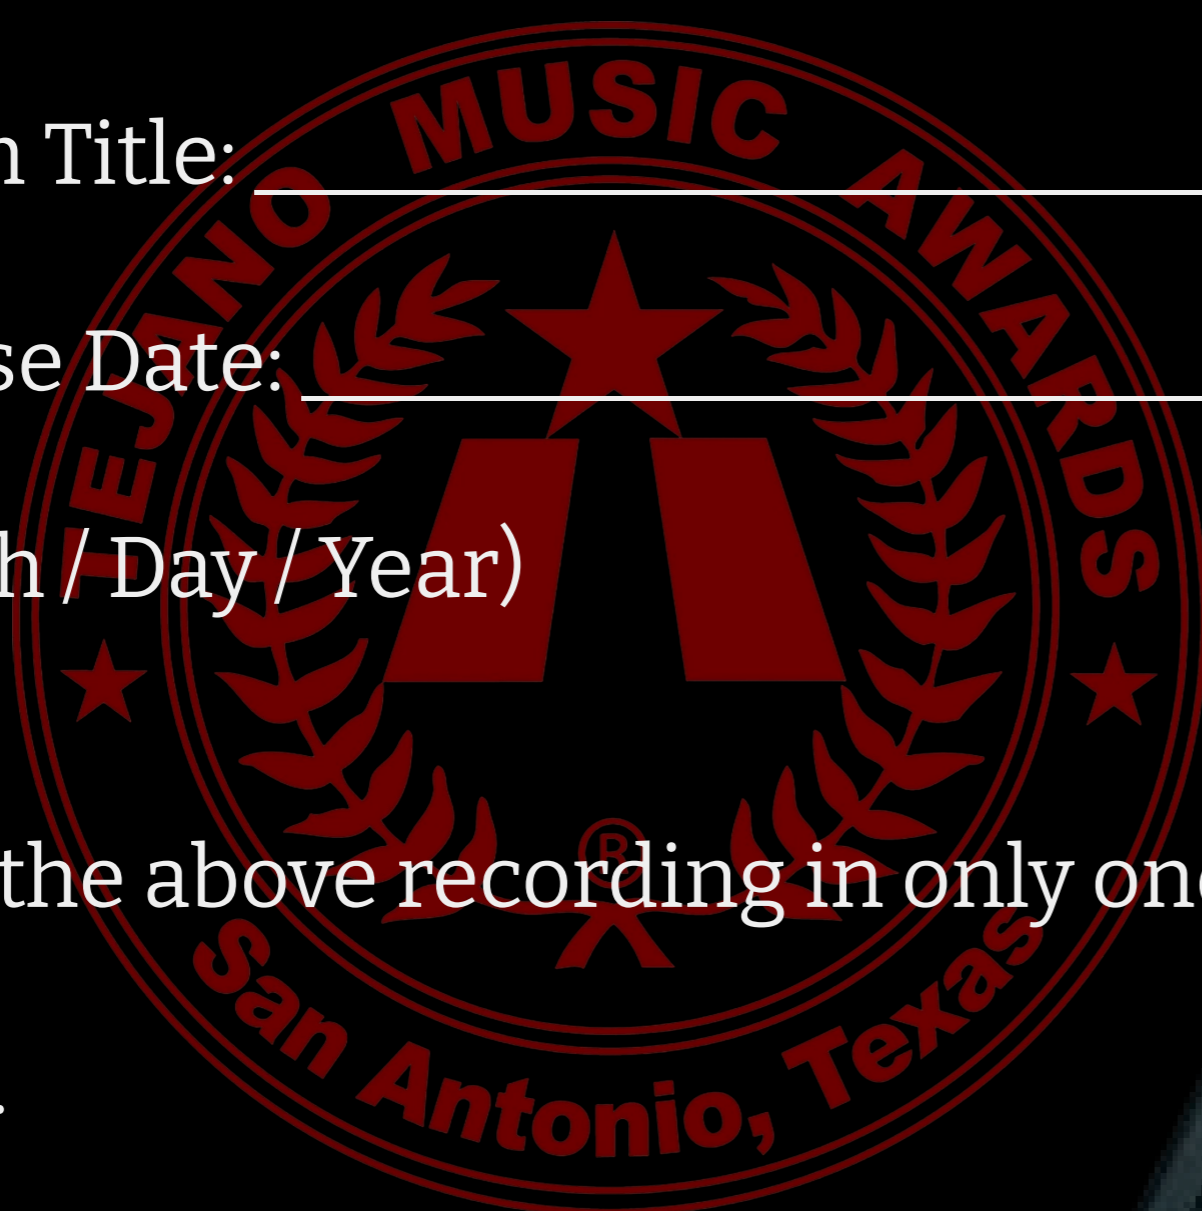 n Title:
se Date:
h / Day / Year)
the above recording in only one
.
TEJANO MUSIC AWARDS
®
San Antonio, Texas